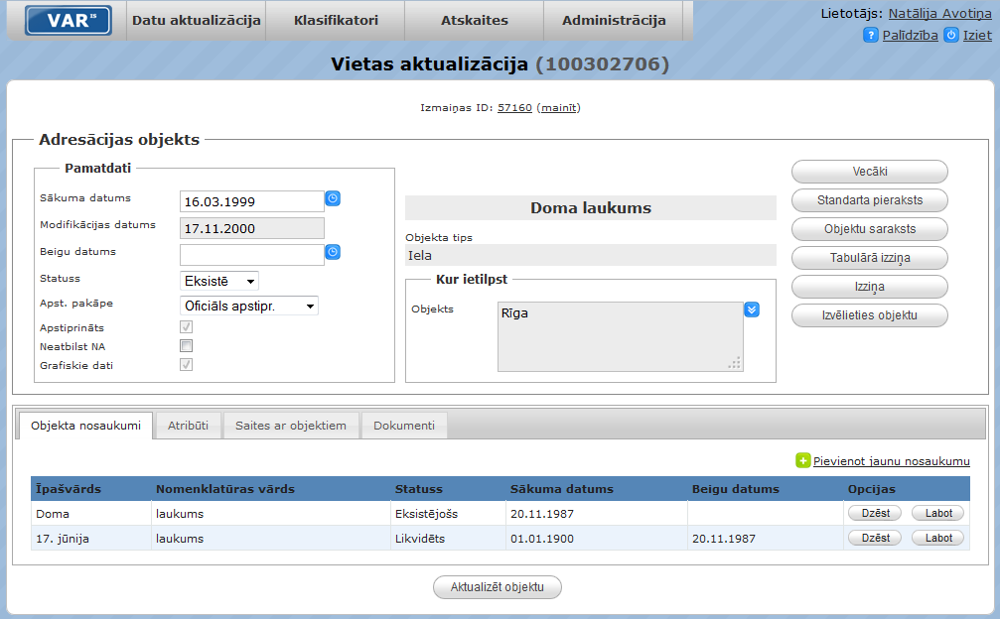 VAR IS
Datu aktualizācija
Klasifikatori
Atskaites
Administrācija
Lietotājs: Natālija Avotiņa
Palīdzība Iziet
Vietas aktualizācija (100302706)
Izmaiņas ID: 57160 (mainīt)
Adresācijas objekts
Pamatdati
Sākuma datums 16.03.1999
Modifikācijas datums 17.11.2000
Beigu datums
Statuss Eksistē
Apst. pakāpe Oficiāls apstipr.
Apstiprināts
Neatbilst NA
Grafiskie dati
Doma laukums
Objekta tips
Iela
Kur ietilpst
Objekts Rīga
Vecāki
Standarta pieraksts
Objektu saraksts
Tabulārā izziņa
Izziņa
Izvēlieties objektu
Objekta nosaukumi Atribūti Saites ar objektiem Dokumenti
Pievienot jaunu nosaukumu
Īpašvārds Nomenklatūras vārds Statuss Sākuma datums Beigu datums Opcijas
Doma laukums Eksistējošs 20.11.1987 Dzēst Labot
17. jūnija laukums Likvidēts 01.01.1900 20.11.1987 Dzēst Labot
Aktualizēt objektu